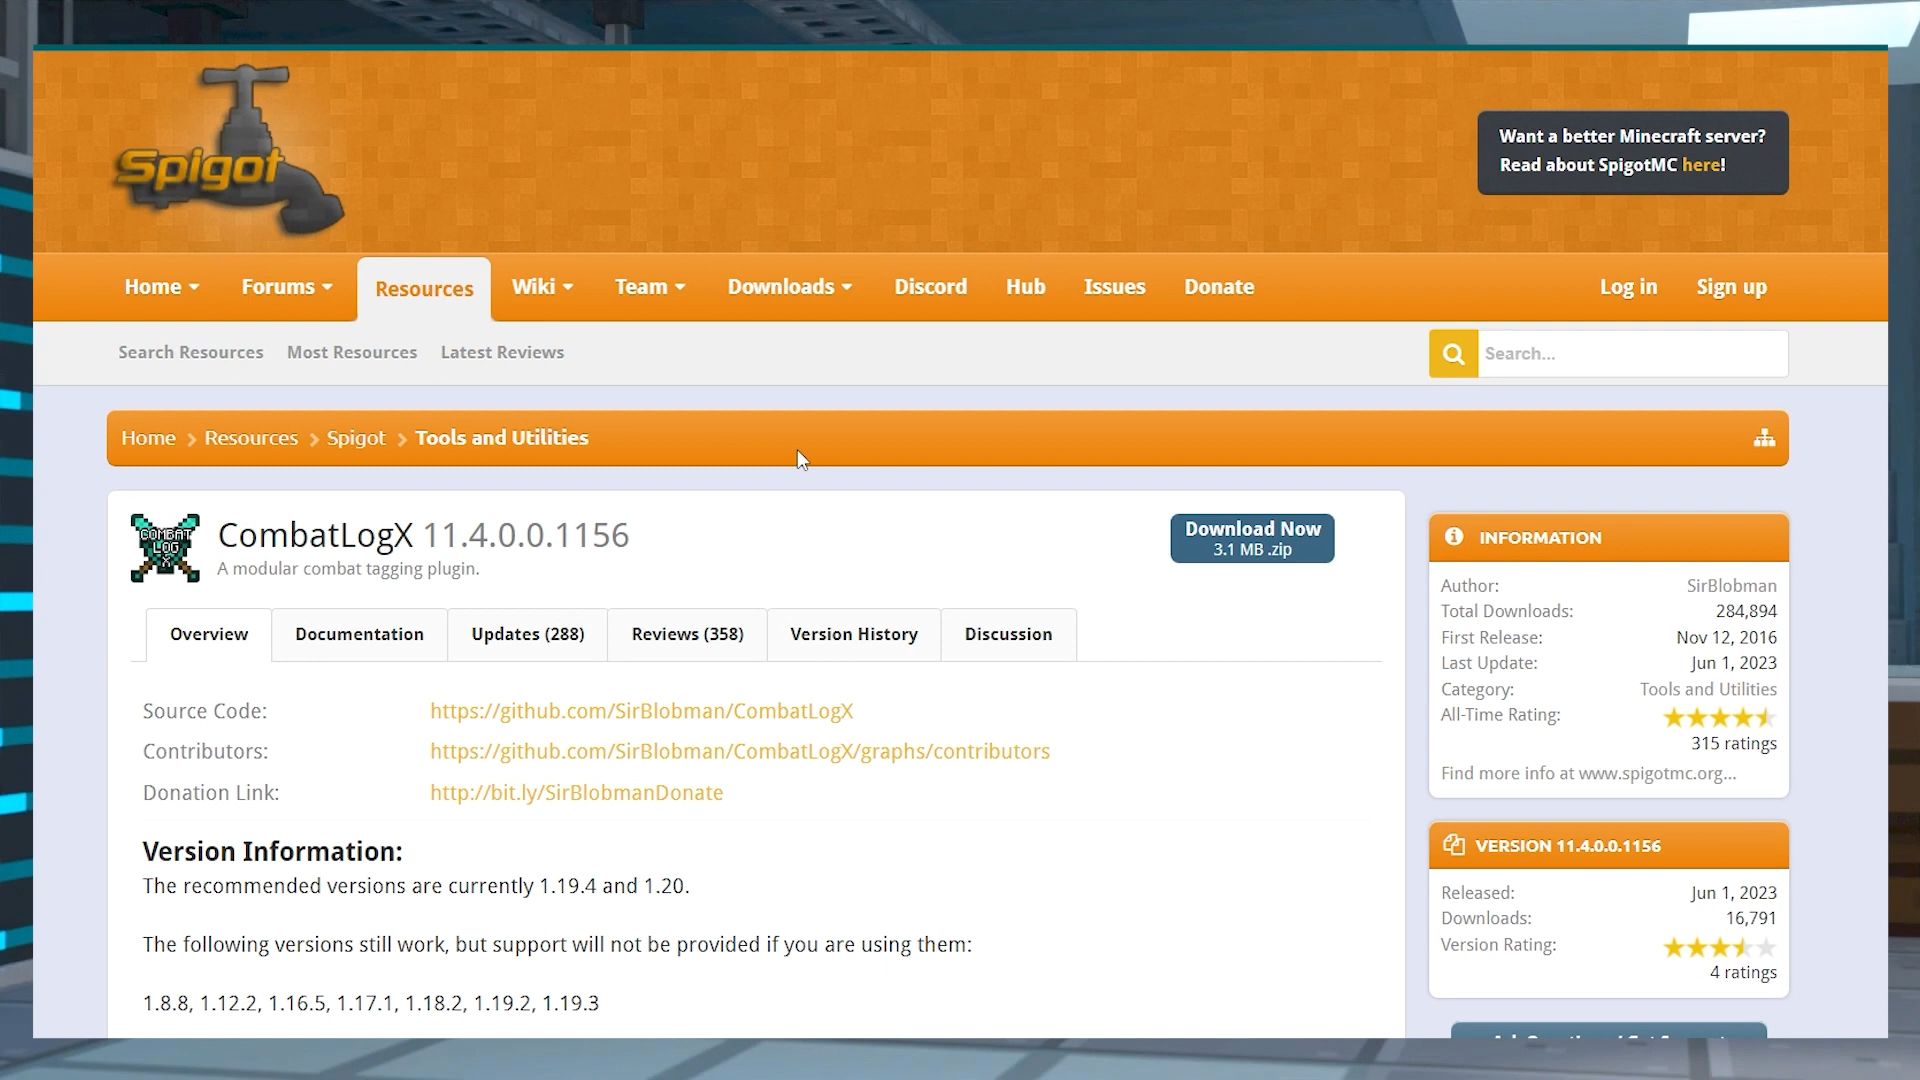 Spigot
Want a better Minecraft server?
Read about SpigotMC here!
Home Forums Resources Wiki Team Downloads Discord Hub Issues Donate Log in Sign up
Search Resources Most Resources Latest Reviews Search...
Home Resources Spigot Tools and Utilities
COMBAT
LOG
X
CombatLogX 11.4.0.0.1156
A modular combat tagging plugin.
Download Now
3.1 MB .zip
Overview Documentation Updates (288) Reviews (358) Version History Discussion
Source Code: https://github.com/SirBlobman/CombatLogX
Contributors: https://github.com/SirBlobman/CombatLogX/graphs/contributors
Donation Link: http://bit.ly/SirBlobmanDonate
Version Information:
The recommended versions are currently 1.19.4 and 1.20.
The following versions still work, but support will not be provided if you are using them:
1.8.8, 1.12.2, 1.16.5, 1.17.1, 1.18.2, 1.19.2, 1.19.3
INFORMATION
Author: SirBlobman
Total Downloads: 284,894
First Release: Nov 12, 2016
Last Update: Jun 1, 2023
Category: Tools and Utilities
All-Time Rating:
315 ratings
Find more info at www.spigotmc.org...
VERSION 11.4.0.0.1156
Released: Jun 1, 2023
Downloads: 16,791
Version Rating:
4 ratings